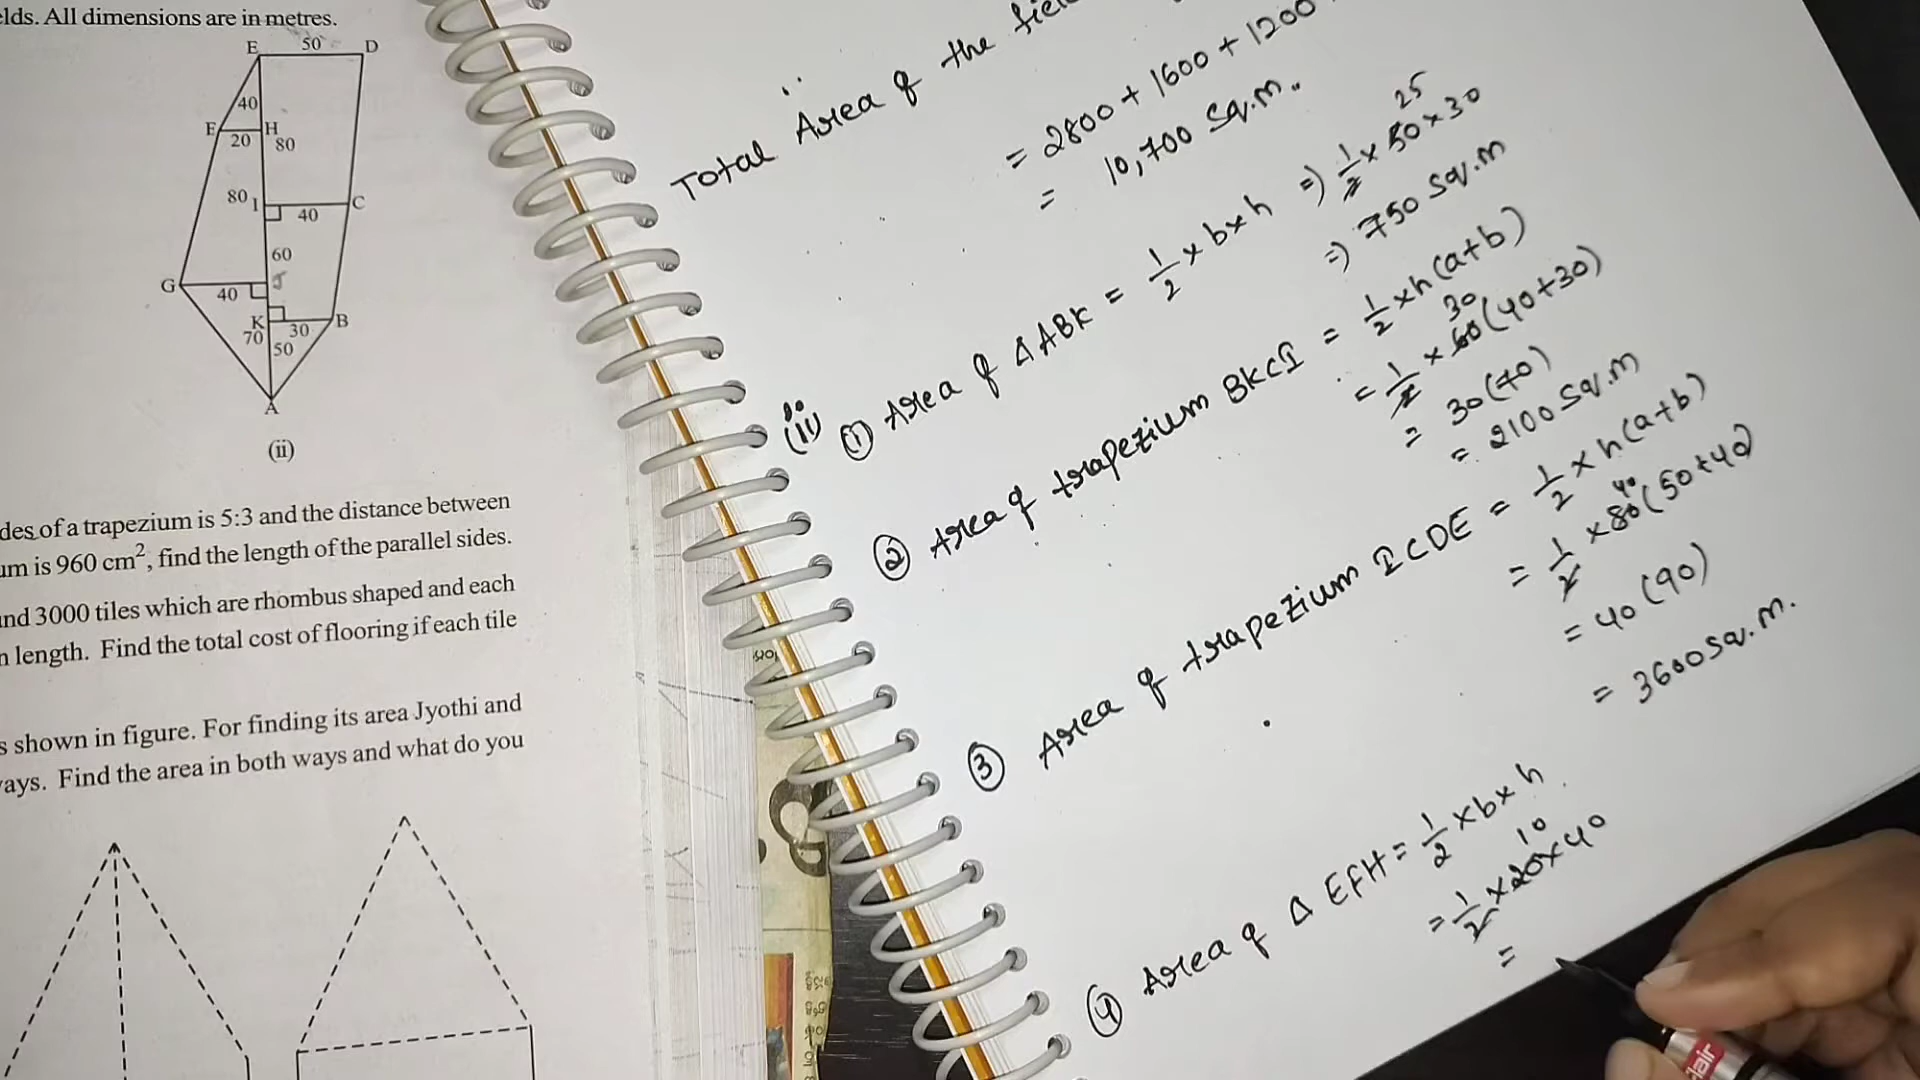 elds. All dimensions are in metres.
E 50 D
40
F H
20 80
80 I C
40
60
G J
40
K B
70 30
50
A
(ii)
des of a trapezium is 5:3 and the distance between
um is 960 cm², find the length of the parallel sides.
and 3000 tiles which are rhombus shaped and each
n length. Find the total cost of flooring if each tile
s shown in figure. For finding its area Jyothi and
ays. Find the area in both ways and what do you
Total Area of the
= 2800 + 1600 + 1200
= 10,700 sq.m.
(ii) ① Area of Δ ABK = 1/2 × b × h ⇒ 1/2 × 50 × 30
25
⇒ 750 sq.m
② Area of trapezium BKCI = 1/2 × h (a+b)
30
= 1/2 × 60 (40+30)
= 30 (70)
= 2100 sq.m
③ Area of trapezium ICDE = 1/2 × h (a+b)
40
= 1/2 × 80 (50+40)
= 40 (90)
= 3600 sq.m.
④ Area of Δ EFH = 1/2 × b × h
10
= 1/2 × 20 × 40
=